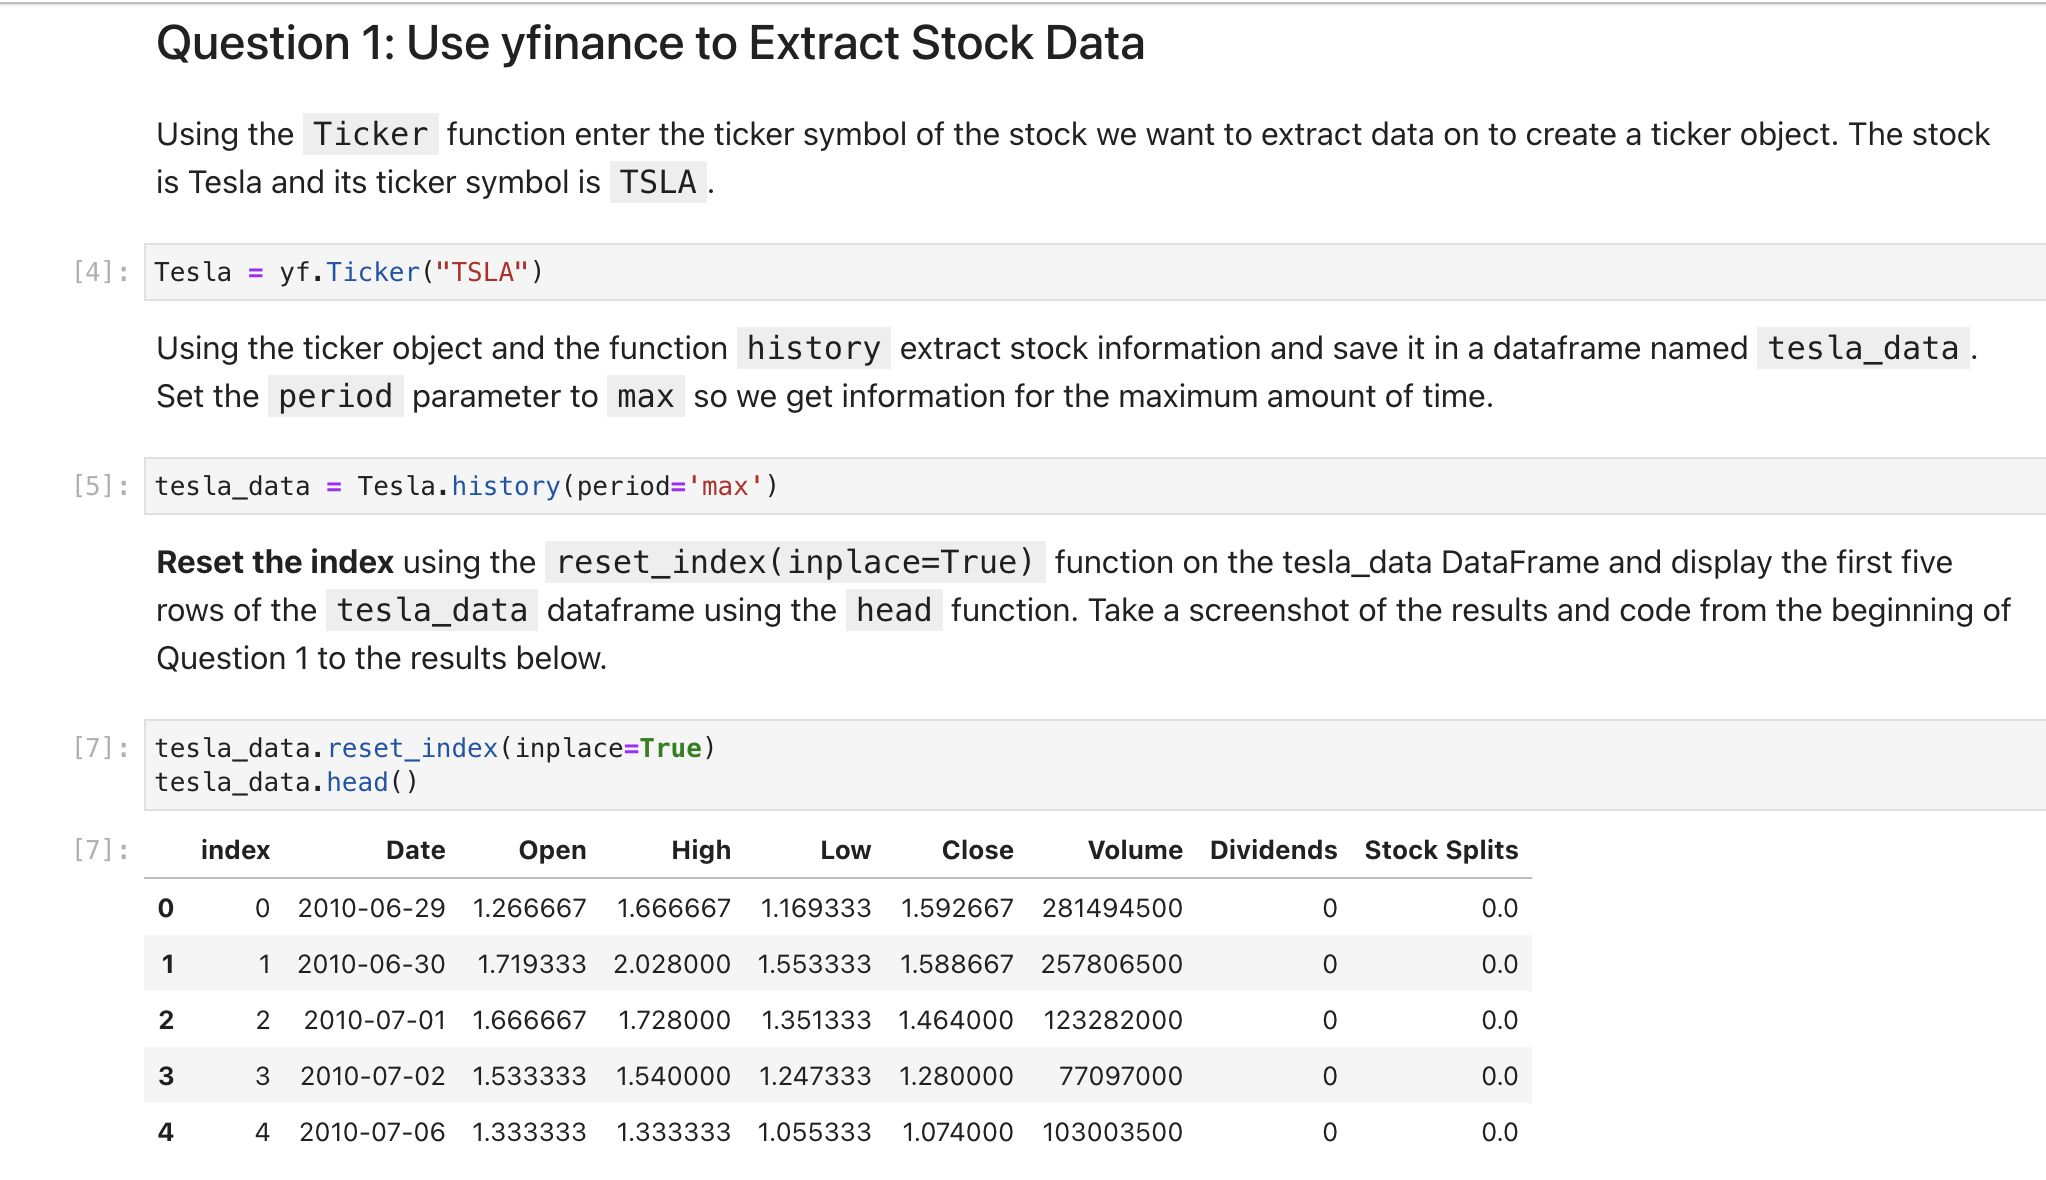 Question 1: Use yfinance to Extract Stock Data
Using the Ticker function enter the ticker symbol of the stock we want to extract data on to create a ticker object. The stock
is Tesla and its ticker symbol is TSLA .
[4]: Tesla = yf.Ticker("TSLA")
Using the ticker object and the function history extract stock information and save it in a dataframe named tesla_data .
Set the period parameter to max so we get information for the maximum amount of time.
[5]: tesla_data = Tesla.history(period='max')
Reset the index using the reset_index(inplace=True) function on the tesla_data DataFrame and display the first five
rows of the tesla_data dataframe using the head function. Take a screenshot of the results and code from the beginning of
Question 1 to the results below.
[7]: tesla_data.reset_index(inplace=True)
tesla_data.head()
[7]: index Date Open High Low Close Volume Dividends Stock Splits
0 0 2010-06-29 1.266667 1.666667 1.169333 1.592667 281494500 0 0.0
1 1 2010-06-30 1.719333 2.028000 1.553333 1.588667 257806500 0 0.0
2 2 2010-07-01 1.666667 1.728000 1.351333 1.464000 123282000 0 0.0
3 3 2010-07-02 1.533333 1.540000 1.247333 1.280000 77097000 0 0.0
4 4 2010-07-06 1.333333 1.333333 1.055333 1.074000 103003500 0 0.0